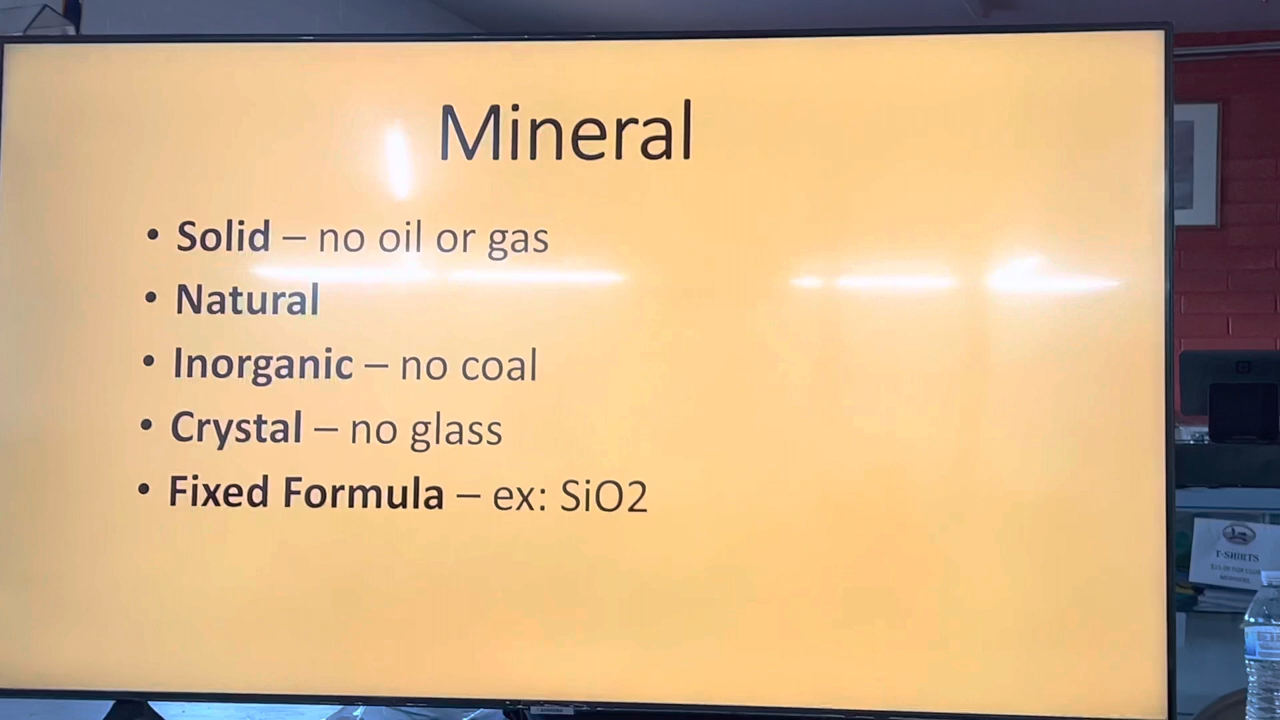 Mineral
• Solid – no oil or gas
• Natural
• Inorganic – no coal
• Crystal – no glass
• Fixed Formula – ex: SiO2
T-SHIRTS